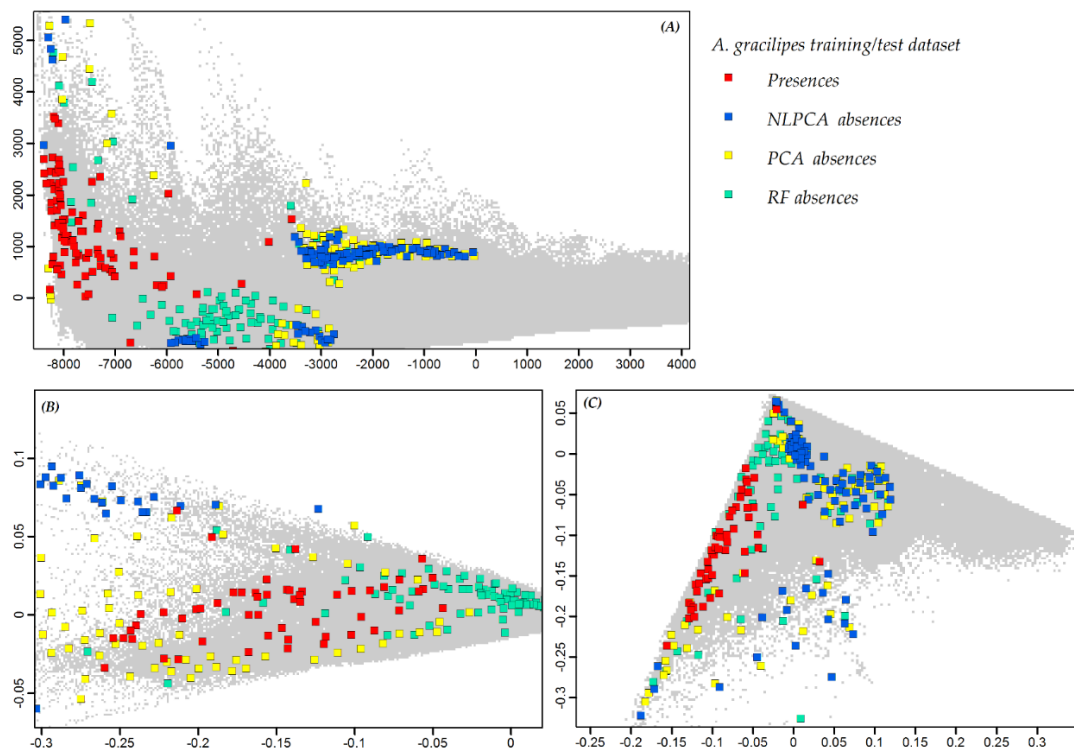 (A)
5000
4000
3000
2000
1000
0
-8000 -7000 -6000 -5000 -4000 -3000 -2000 -1000 0 1000 2000 3000 4000
A. gracilipes training/test dataset
Presences
NLPCA absences
PCA absences
RF absences
(B)
0.1
0.05
0
-0.05
-0.3 -0.25 -0.2 -0.15 -0.1 -0.05 0
(C)
0.05
0
-0.05
-0.1
-0.15
-0.2
-0.25
-0.3
-0.25 -0.2 -0.15 -0.1 -0.05 0 0.05 0.1 0.15 0.2 0.25 0.3